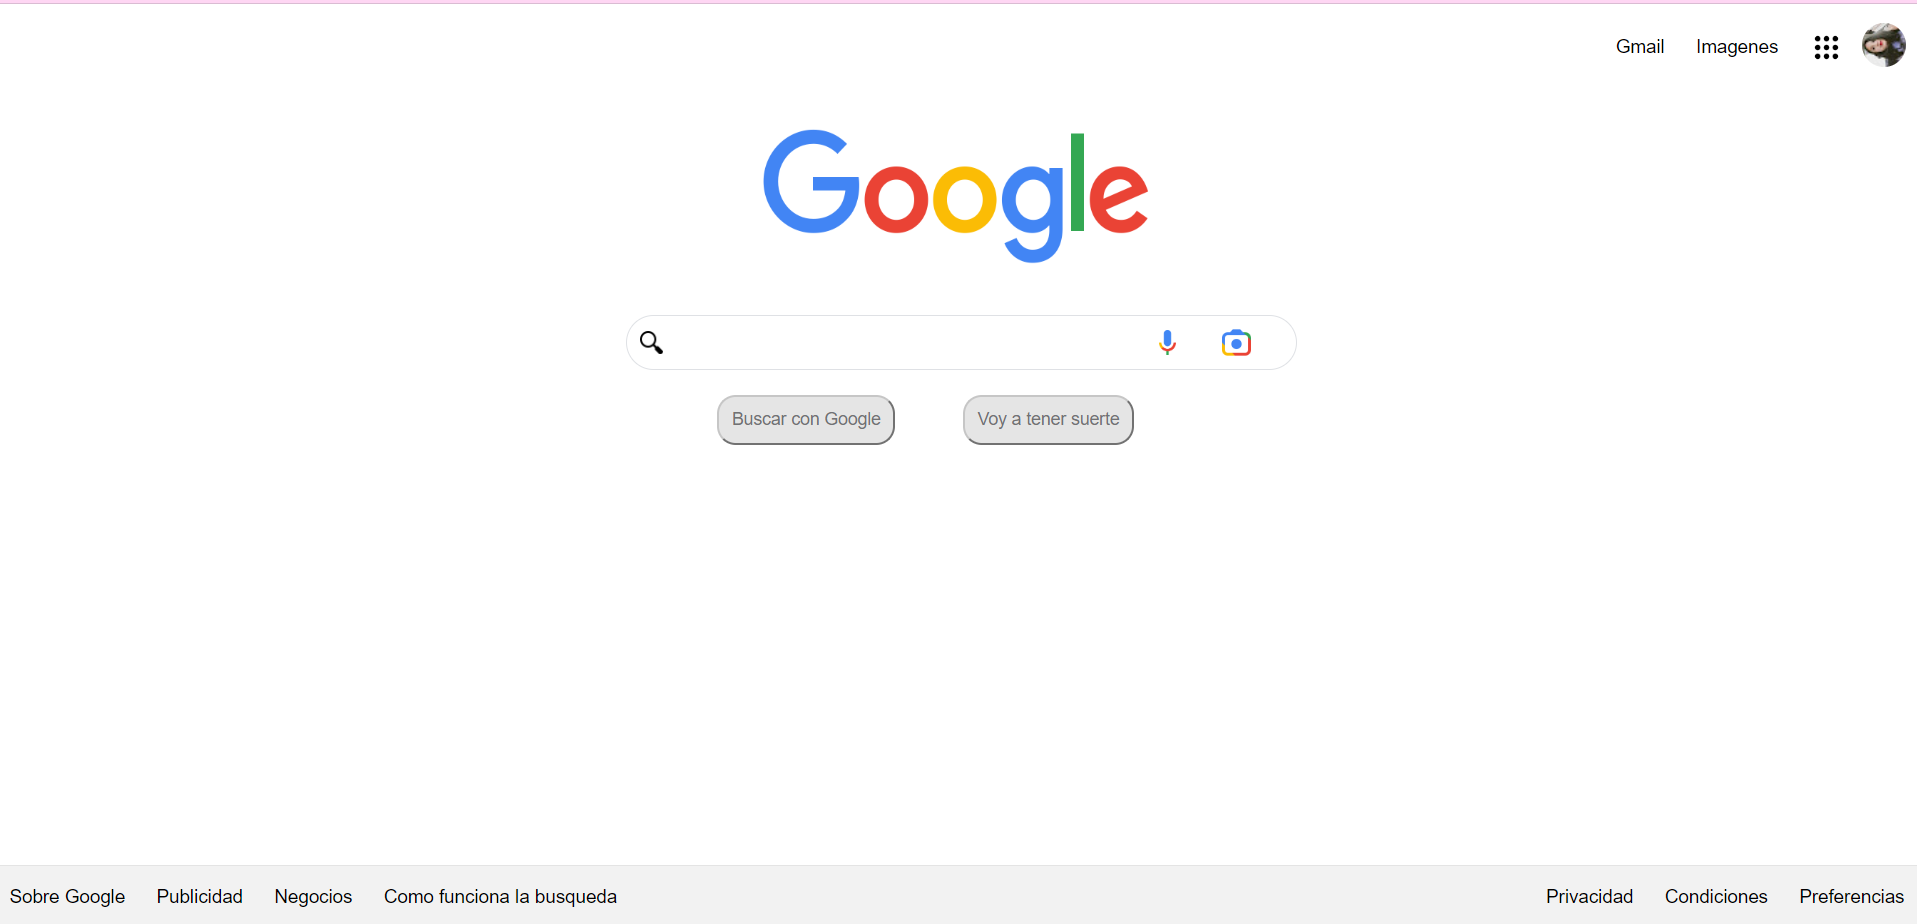 Gmail Imagenes
Google
Buscar con Google Voy a tener suerte
Sobre Google Publicidad Negocios Como funciona la busqueda Privacidad Condiciones Preferencias